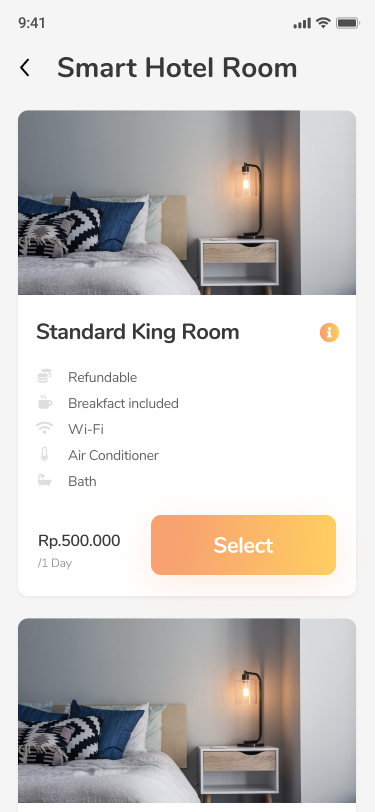 9:41
Smart Hotel Room
Standard King Room
Refundable
Breakfact included
Wi-Fi
Air Conditioner
Bath
Rp.500.000
/1 Day
Select